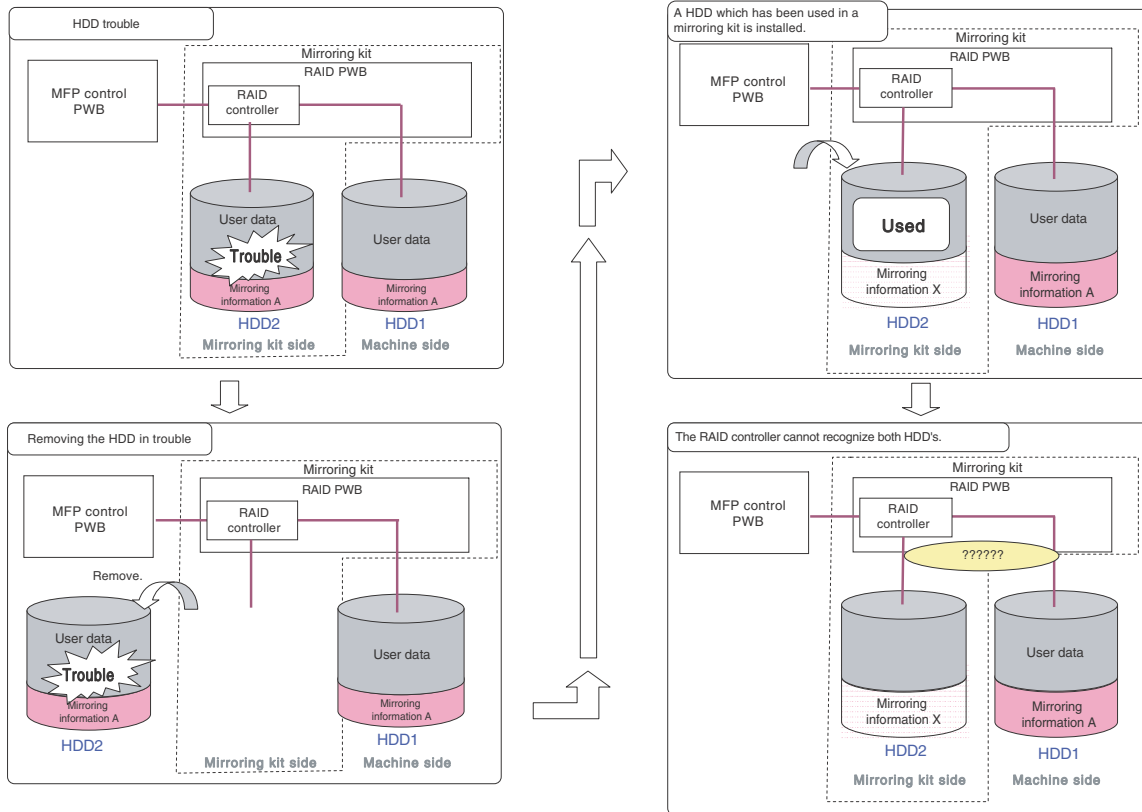 HDD trouble
Mirroring kit
RAID PWB
MFP control
PWB
RAID
controller
User data
Trouble
Mirroring
information A
HDD2
Mirroring kit side
User data
Mirroring
information A
HDD1
Machine side
Removing the HDD in trouble
Mirroring kit
RAID PWB
MFP control
PWB
RAID
controller
Remove.
User data
Trouble
Mirroring
information A
HDD2
Mirroring kit side
User data
Mirroring
information A
HDD1
Machine side
A HDD which has been used in a
mirroring kit is installed.
Mirroring kit
RAID PWB
MFP control
PWB
RAID
controller
Used
Mirroring
information X
HDD2
Mirroring kit side
User data
Mirroring
information A
HDD1
Machine side
The RAID controller cannot recognize both HDD's.
Mirroring kit
RAID PWB
MFP control
PWB
RAID
controller
??????
Mirroring
information X
HDD2
Mirroring kit side
User data
Mirroring
information A
HDD1
Machine side